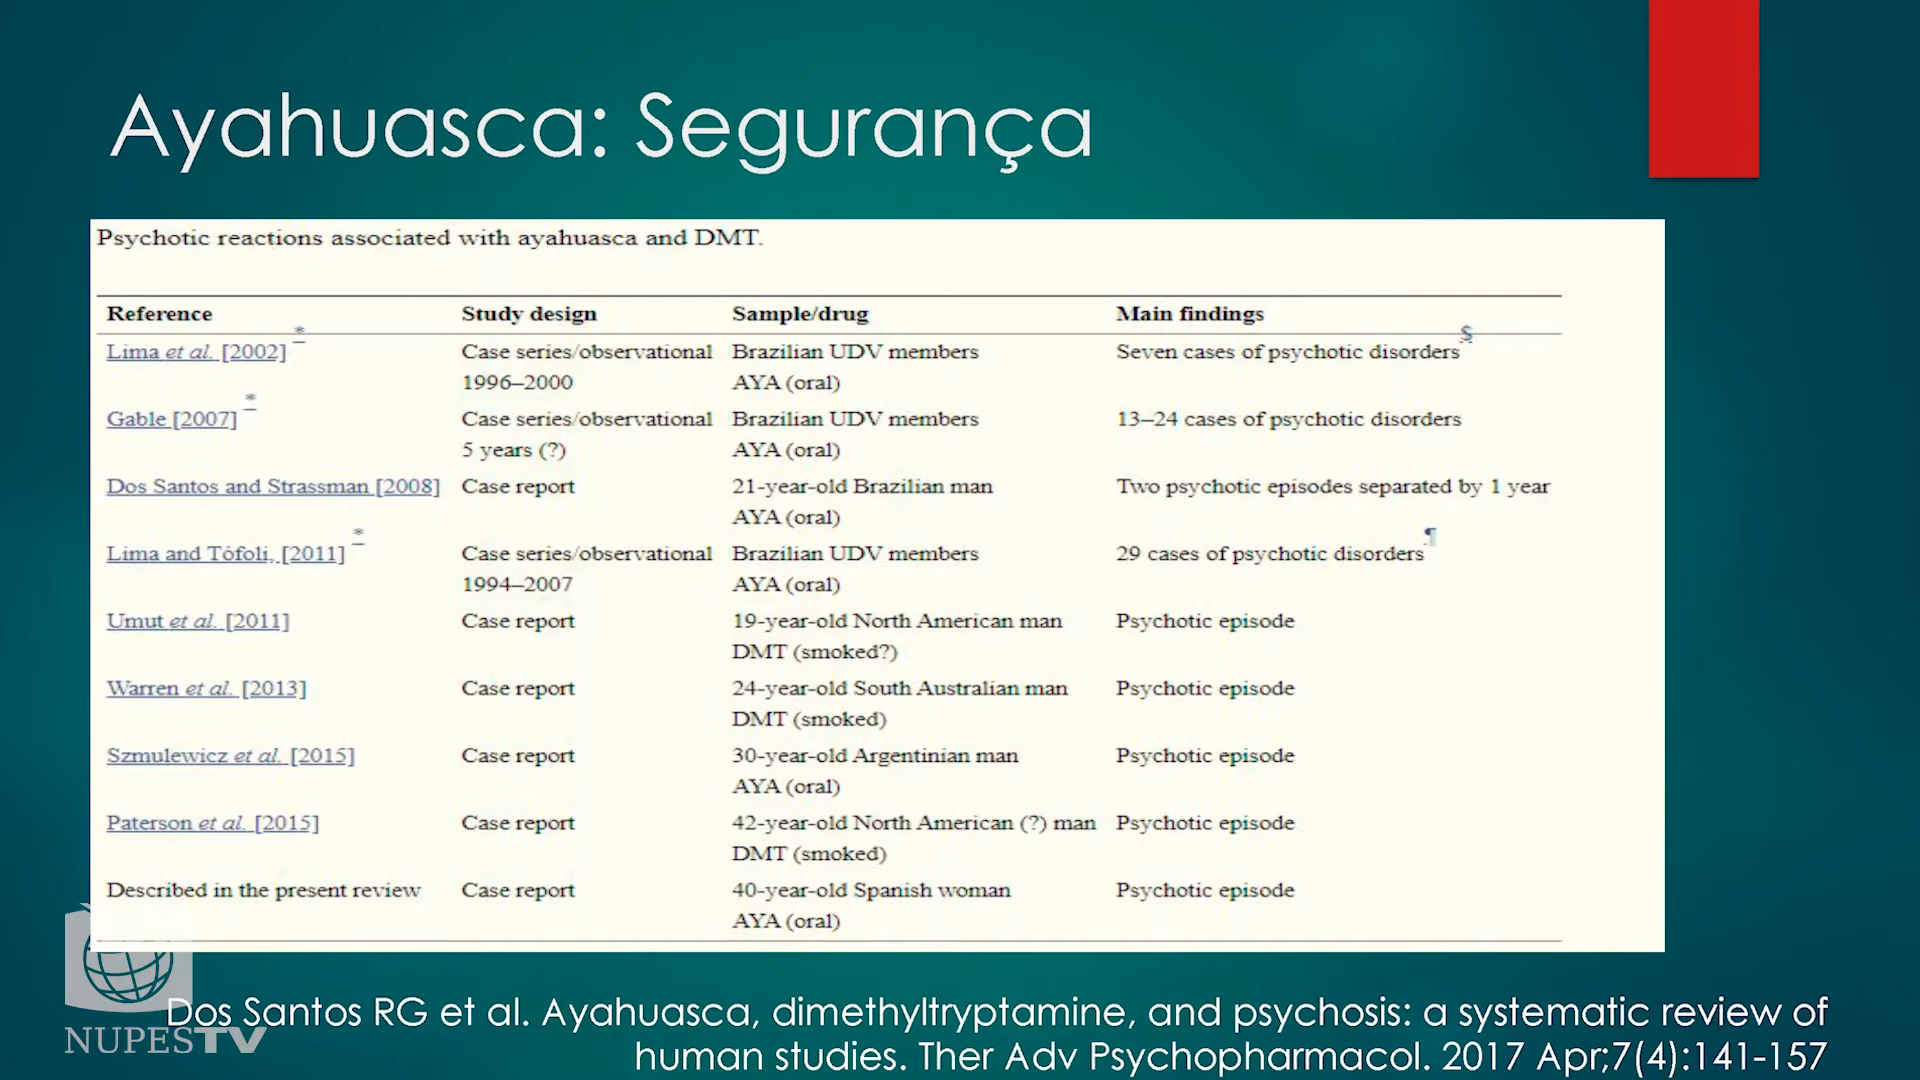 Ayahuasca: Segurança
Psychotic reactions associated with ayahuasca and DMT.
Reference Study design Sample/drug Main findings
Lima et al. [2002] * Case series/observational Brazilian UDV members Seven cases of psychotic disorders $
1996–2000 AYA (oral)
Gable [2007] * Case series/observational Brazilian UDV members 13–24 cases of psychotic disorders
5 years (?) AYA (oral)
Dos Santos and Strassman [2008] Case report 21-year-old Brazilian man Two psychotic episodes separated by 1 year
AYA (oral)
Lima and Tófoli, [2011] * Case series/observational Brazilian UDV members 29 cases of psychotic disorders ¶
1994–2007 AYA (oral)
Umut et al. [2011] Case report 19-year-old North American man Psychotic episode
DMT (smoked?)
Warren et al. [2013] Case report 24-year-old South Australian man Psychotic episode
DMT (smoked)
Szmulewicz et al. [2015] Case report 30-year-old Argentinian man Psychotic episode
AYA (oral)
Paterson et al. [2015] Case report 42-year-old North American (?) man Psychotic episode
DMT (smoked)
Described in the present review Case report 40-year-old Spanish woman Psychotic episode
AYA (oral)
Dos Santos RG et al. Ayahuasca, dimethyltryptamine, and psychosis: a systematic review of
human studies. Ther Adv Psychopharmacol. 2017 Apr;7(4):141-157
NUPESTV